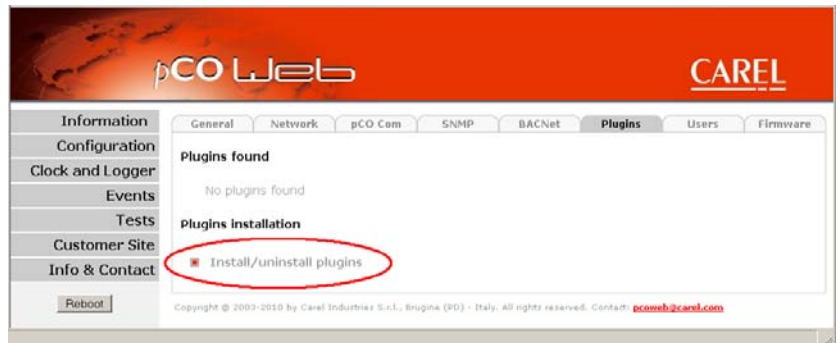 pCO Web
CAREL
Information
Configuration
Clock and Logger
Events
Tests
Customer Site
Info & Contact
Reboot
General Network pCO Com SNMP BACNet Plugins Users Firmware
Plugins found
No plugins found
Plugins installation
Install/uninstall plugins
Copyright @ 2003-2010 by Carel Industries S.r.l., Brugine (PD) - Italy. All rights reserved. Contact: pcoweb@carel.com